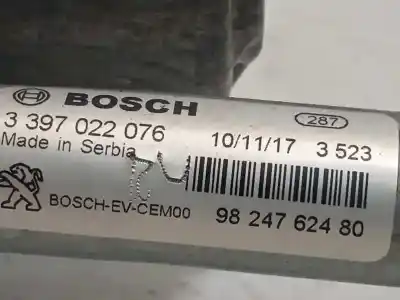 BOSCH 287
3 397 022 076 10/11/17 3 523
Made in Serbia
BOSCH-EV-CEM00 98 247 624 80